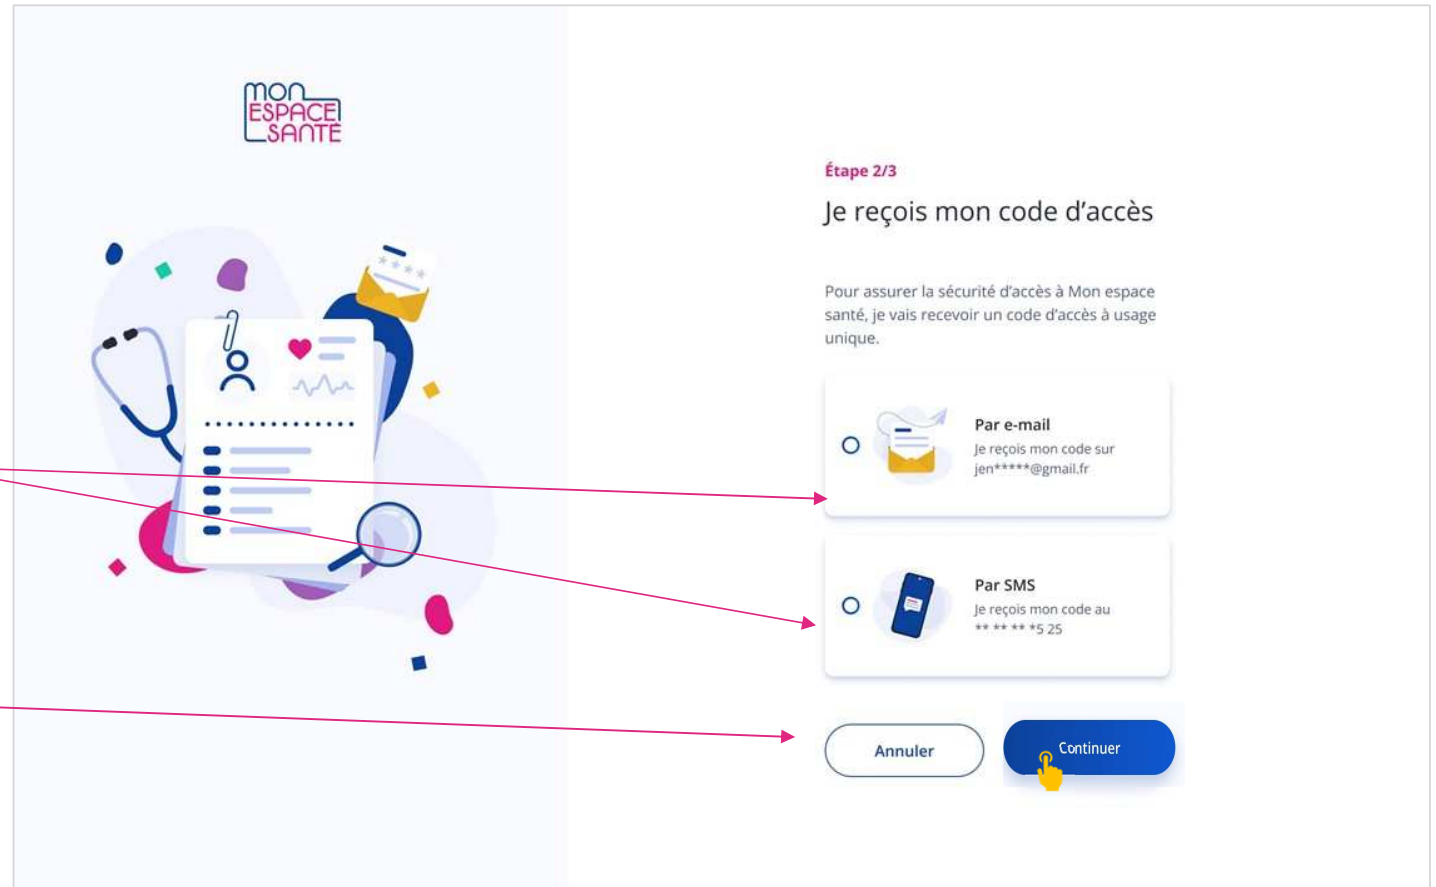 mon
ESPACE
SANTÉ
****
Étape 2/3
Je reçois mon code d’accès
Pour assurer la sécurité d’accès à Mon espace
santé, je vais recevoir un code d’accès à usage
unique.
Par e-mail
Je reçois mon code sur
jen*****@gmail.fr
Par SMS
Je reçois mon code au
** ** ** *5 25
Annuler
Continuer